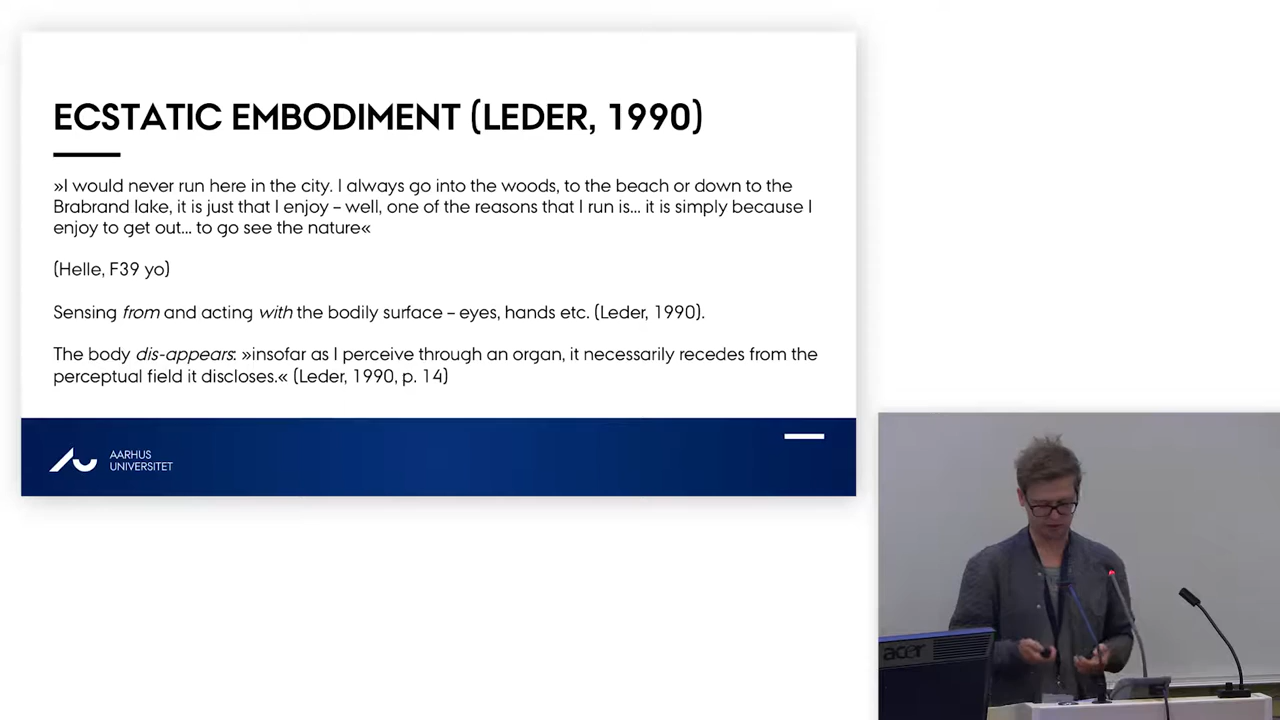 ECSTATIC EMBODIMENT (LEDER, 1990)
»I would never run here in the city. I always go into the woods, to the beach or down to the
Brabrand lake, it is just that I enjoy – well, one of the reasons that I run is... it is simply because I
enjoy to get out... to go see the nature«
(Helle, F39 yo)
Sensing from and acting with the bodily surface – eyes, hands etc. (Leder, 1990).
The body dis-appears: »insofar as I perceive through an organ, it necessarily recedes from the
perceptual field it discloses.« (Leder, 1990, p. 14)
AARHUS
UNIVERSITET
acer